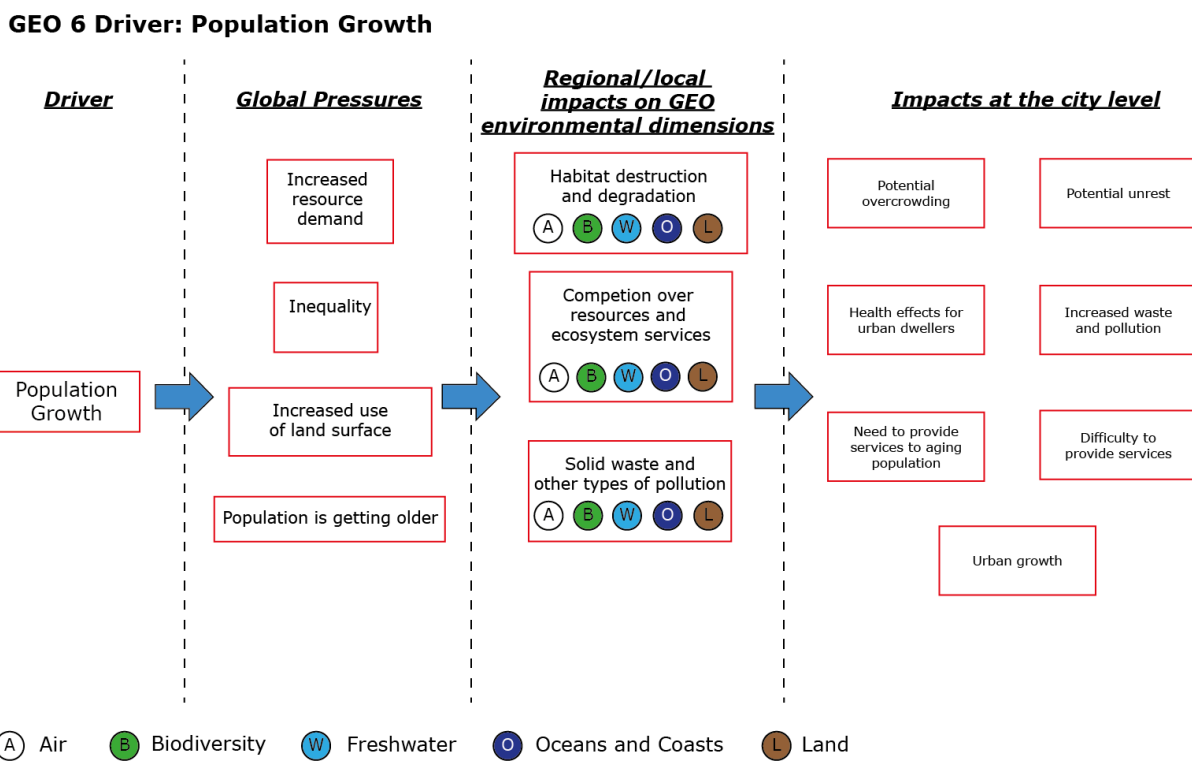 GEO 6 Driver: Population Growth
Driver
Global Pressures
Regional/local
impacts on GEO
environmental dimensions
Impacts at the city level
Population
Growth
Increased
resource
demand
Inequality
Increased use
of land surface
Population is getting older
Habitat destruction
and degradation
A B W O L
Competion over
resources and
ecosystem services
A B W O L
Solid waste and
other types of pollution
A B W O L
Potential
overcrowding
Potential unrest
Health effects for
urban dwellers
Increased waste
and pollution
Need to provide
services to aging
population
Difficulty to
provide services
Urban growth
A Air B Biodiversity W Freshwater O Oceans and Coasts L Land